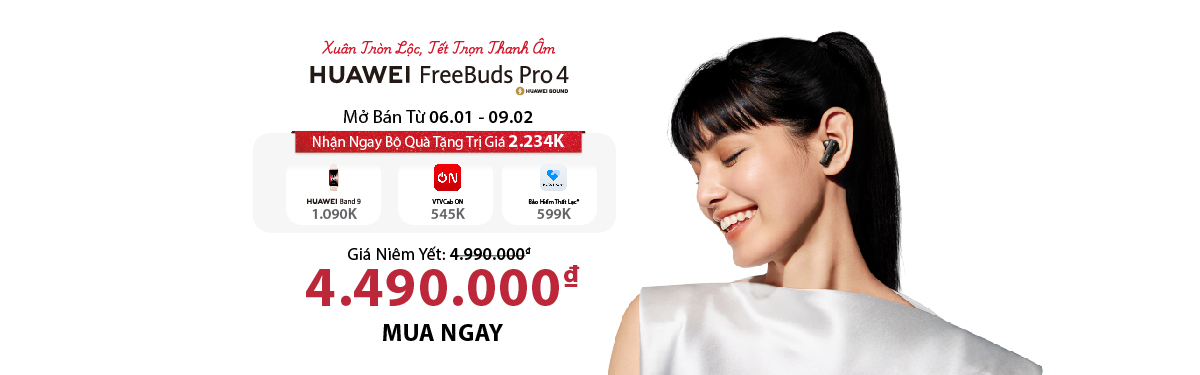 Xuân Tròn Lộc, Tết Trọn Thanh Âm
HUAWEI FreeBuds Pro 4
HUAWEI SOUND
Mở Bán Từ 06.01 - 09.02
Nhận Ngay Bộ Quà Tặng Trị Giá 2.234K
HUAWEI Band 9
1.090K
ON
VTVCab ON
545K
Bảo Hiểm Thất Lạc*
599K
Giá Niêm Yết: 4.990.000đ
4.490.000đ
MUA NGAY